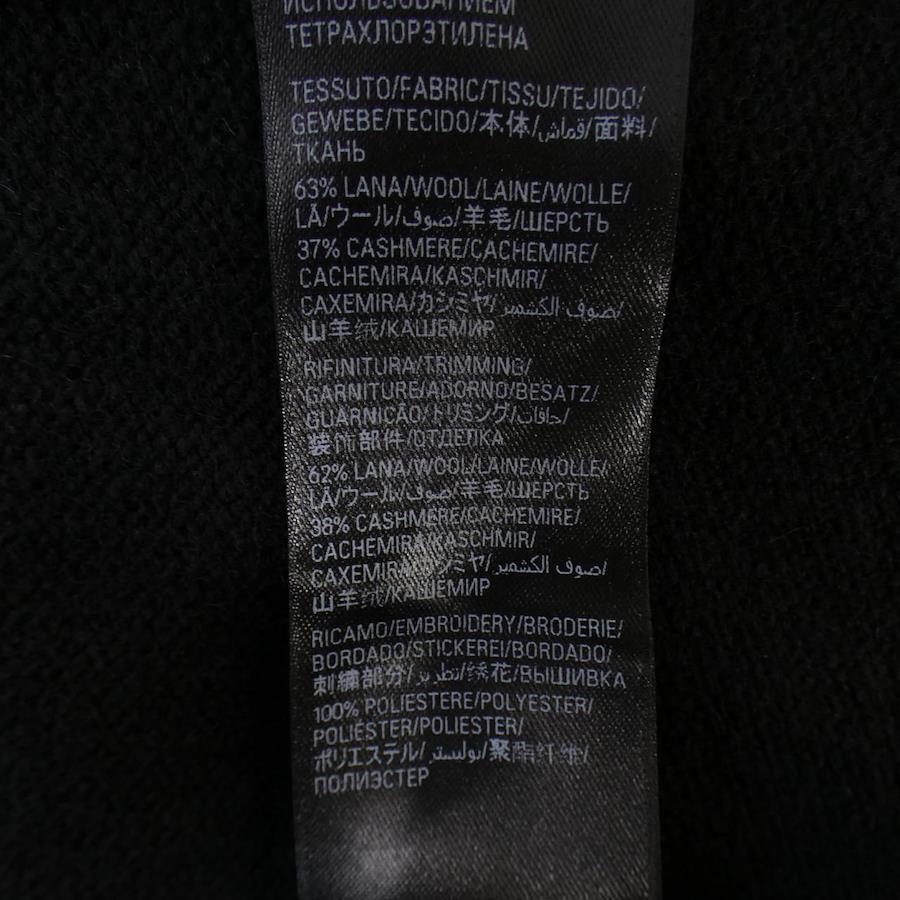 ИСПОЛЬЗОВАНИЕМ
ТЕТРАХЛОРЭТИЛЕНА
TESSUTO/FABRIC/TISSU/TEJIDO/
GEWEBE/TECIDO/本体/قماش/面料/
ТКАНЬ
63% LANA/WOOL/LAINE/WOLLE/
LÃ/ウール/صوف/羊毛/ШЕРСТЬ
37% CASHMERE/CACHEMIRE/
CACHEMIRA/KASCHMIR/
CAXEMIRA/カシミヤ/صوف الكشمير/
山羊绒/КАШЕМИР
RIFINITURA/TRIMMING/
GARNITURE/ADORNO/BESATZ/
GUARNIÇÃO/トリミング/حافات/
装饰部件/ОТДЕЛКА
62% LANA/WOOL/LAINE/WOLLE/
LÃ/ウール/صوف/羊毛/ШЕРСТЬ
38% CASHMERE/CACHEMIRE/
CACHEMIRA/KASCHMIR/
CAXEMIRA/カシミヤ/صوف الكشمير/
山羊绒/КАШЕМИР
RICAMO/EMBROIDERY/BRODERIE/
BORDADO/STICKEREI/BORDADO/
刺繍部分/تطريز/绣花/ВЫШИВКА
100% POLIESTERE/POLYESTER/
POLIÉSTER/POLIESTER/
ポリエステル/بوليستر/聚酯纤维/
ПОЛИЭСТЕР